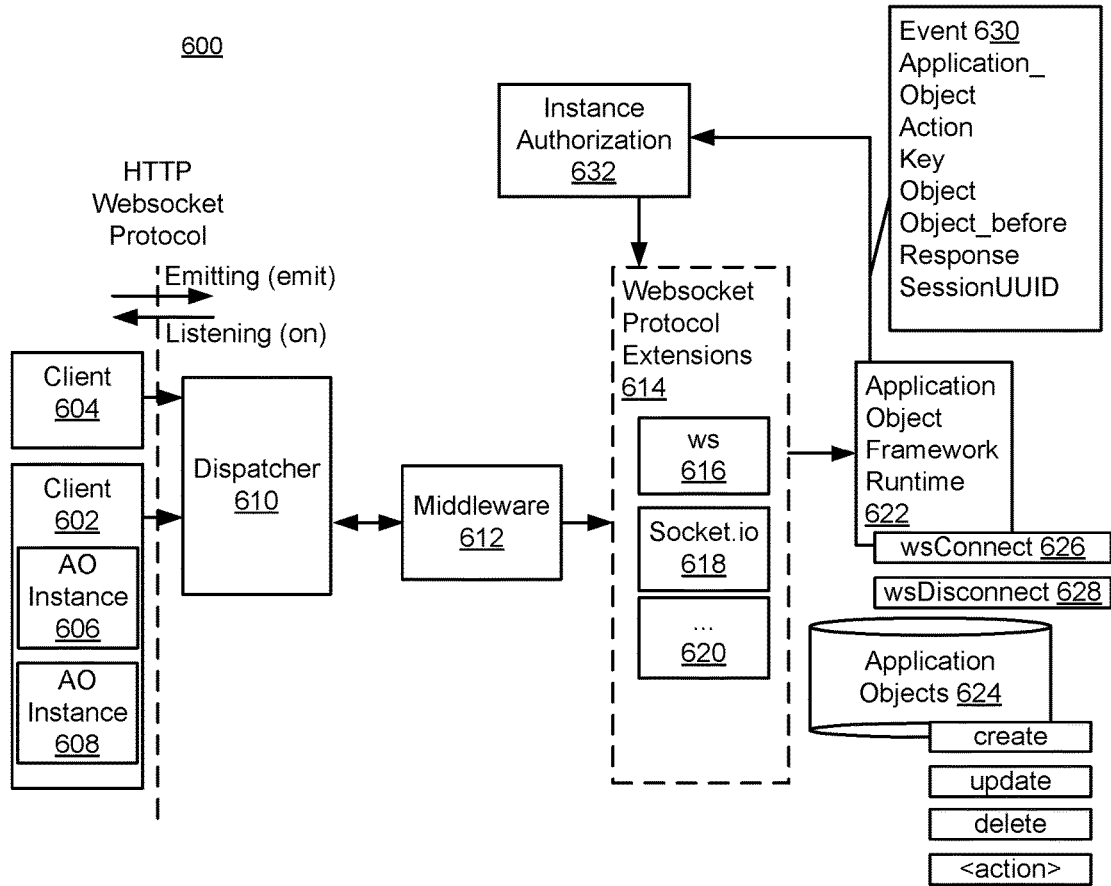 600
HTTP
Websocket
Protocol
Emitting (emit)
Listening (on)
Client
604
Client
602
AO
Instance
606
AO
Instance
608
Dispatcher
610
Middleware
612
Instance
Authorization
632
Websocket
Protocol
Extensions
614
ws
616
Socket.io
618
...
620
Event 630
Application_
Object
Action
Key
Object
Object_before
Response
SessionUUID
Application
Object
Framework
Runtime
622
wsConnect 626
wsDisconnect 628
Application
Objects 624
create
update
delete
<action>